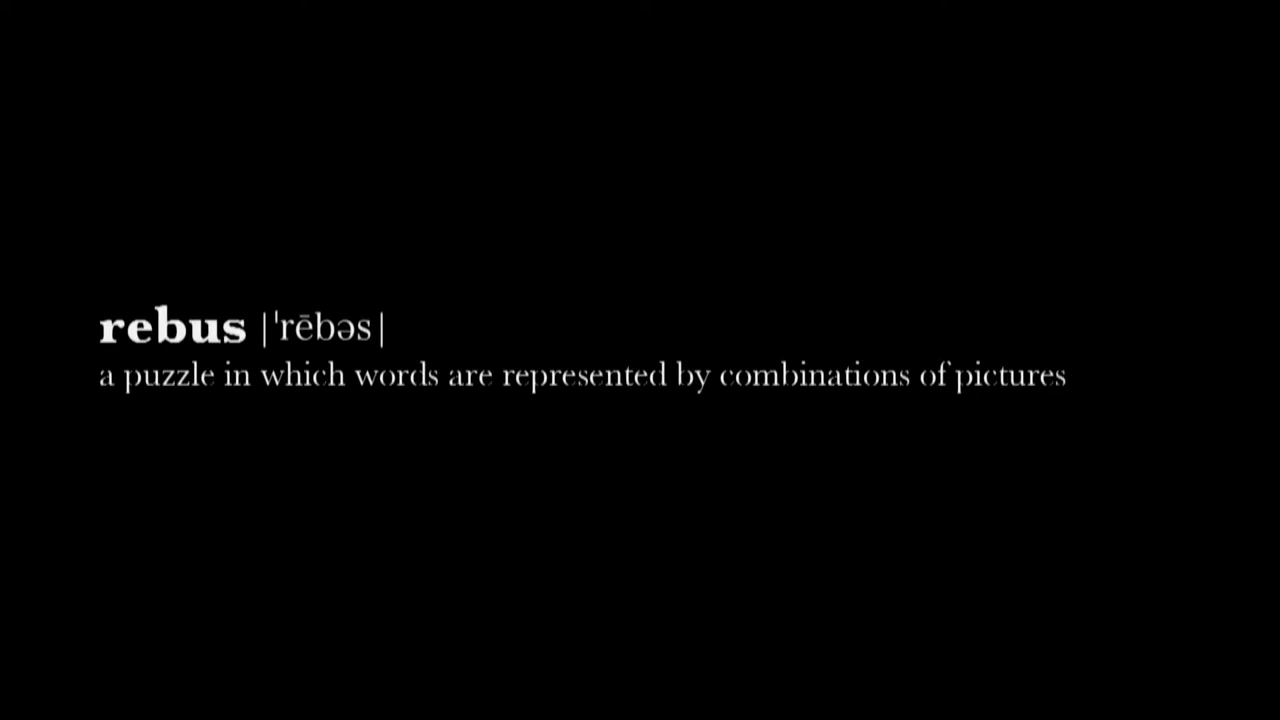 rebus |ˈrēbəs|
a puzzle in which words are represented by combinations of pictures